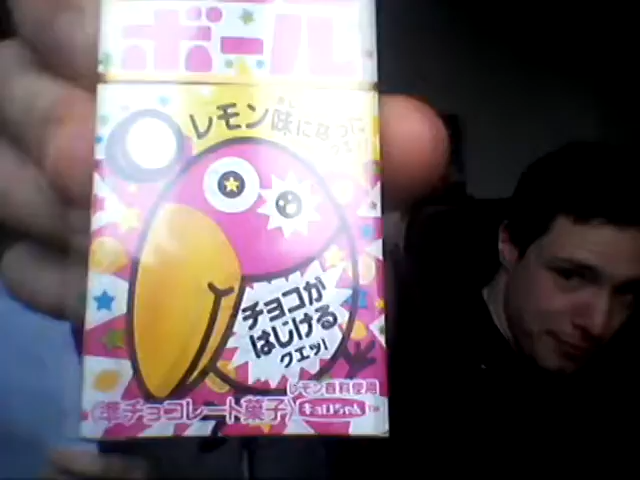 ボール
レモン味になっ
チョコが
はじける
クエッ!
レモン香料使用
準チョコレート菓子
キョロちゃん